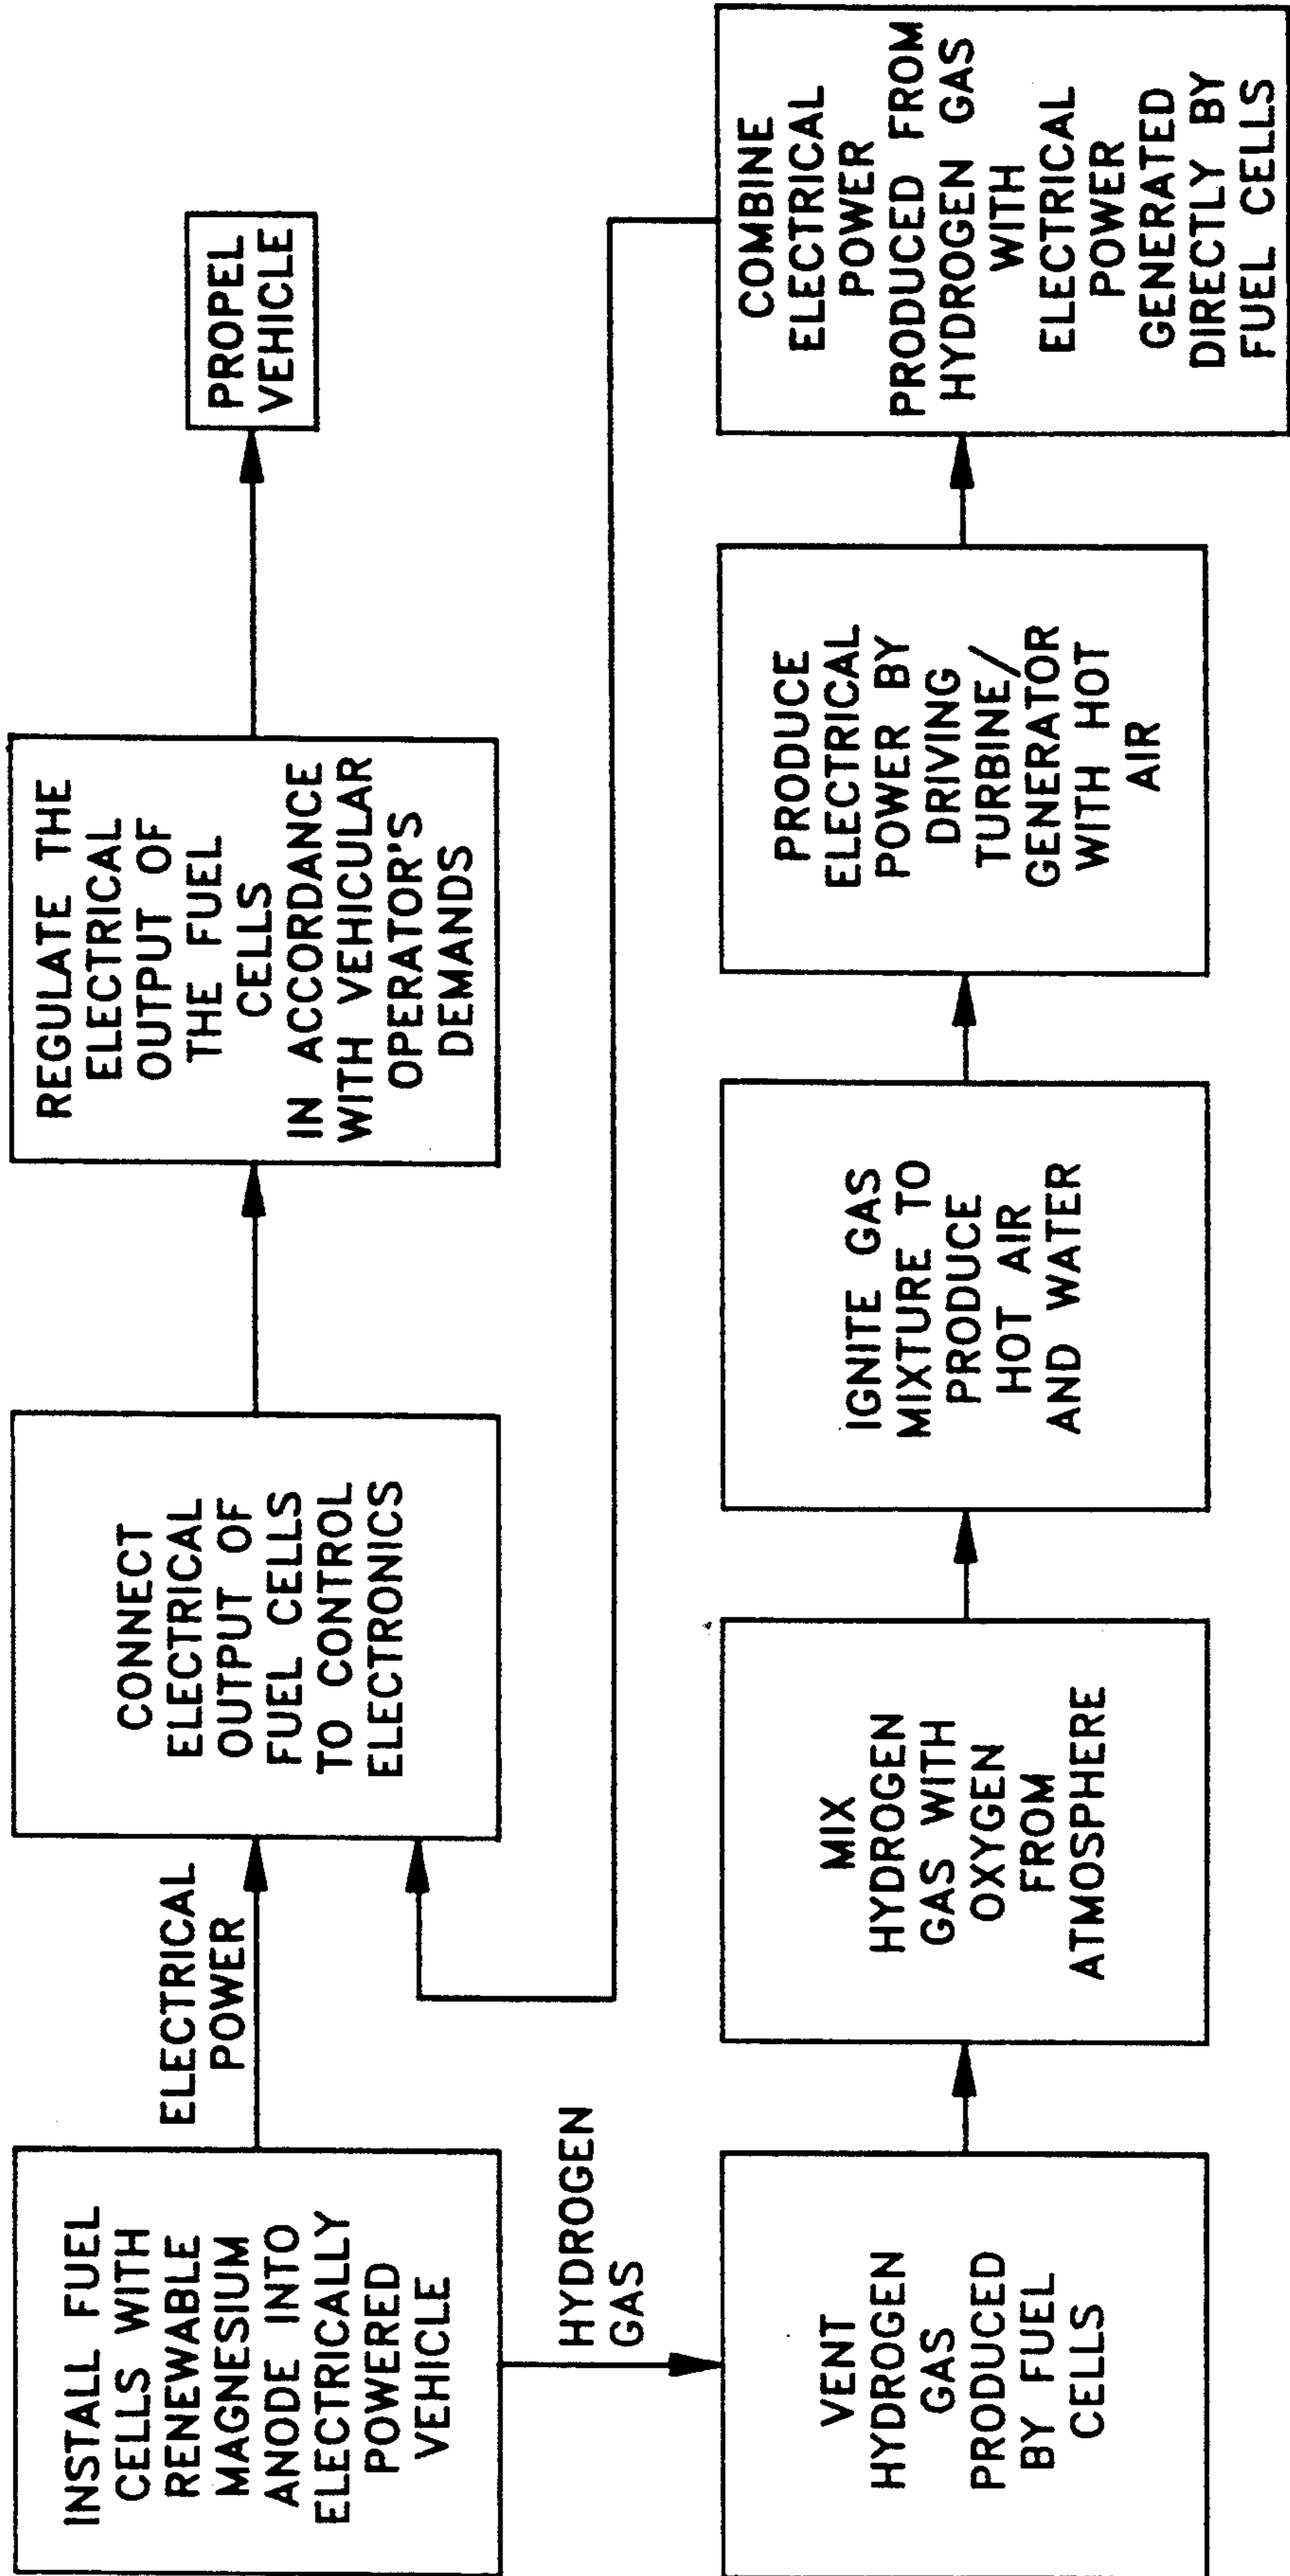 INSTALL FUEL
CELLS WITH
RENEWABLE
MAGNESIUM
ANODE INTO
ELECTRICALLY
POWERED
VEHICLE
ELECTRICAL
POWER
CONNECT
ELECTRICAL
OUTPUT OF
FUEL CELLS
TO CONTROL
ELECTRONICS
REGULATE THE
ELECTRICAL
OUTPUT OF
THE FUEL
CELLS
IN ACCORDANCE
WITH VEHICULAR
OPERATOR'S
DEMANDS
PROPEL
VEHICLE
HYDROGEN
GAS
VENT
HYDROGEN
GAS
PRODUCED
BY FUEL
CELLS
MIX
HYDROGEN
GAS WITH
OXYGEN
FROM
ATMOSPHERE
IGNITE GAS
MIXTURE TO
PRODUCE
HOT AIR
AND WATER
PRODUCE
ELECTRICAL
POWER BY
DRIVING
TURBINE/
GENERATOR
WITH HOT
AIR
COMBINE
ELECTRICAL
POWER
PRODUCED FROM
HYDROGEN GAS
WITH
ELECTRICAL
POWER
GENERATED
DIRECTLY BY
FUEL CELLS